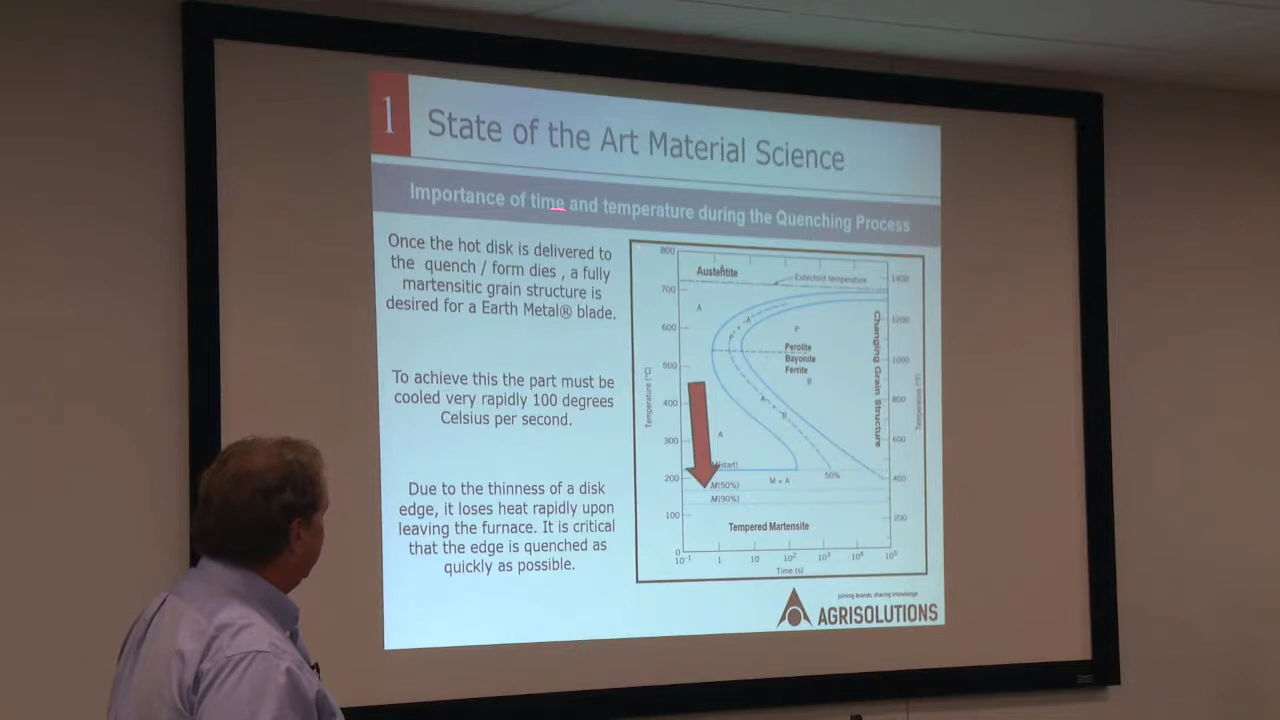 1
State of the Art Material Science
Importance of time and temperature during the Quenching Process
Once the hot disk is delivered to
the quench / form dies , a fully
martensitic grain structure is
desired for a Earth Metal® blade.
To achieve this the part must be
cooled very rapidly 100 degrees
Celsius per second.
Due to the thinness of a disk
edge, it loses heat rapidly upon
leaving the furnace. It is critical
that the edge is quenched as
quickly as possible.
800
700
600
500
400
300
200
100
0
Temperature (°C)
Austentite
Eutectoid temperature
A
A
P
A
P
Perolite
Bayonite
Ferrite
B
A
B
A
M(start)
M(50%)
M(90%)
M + A
50%
Tempered Martensite
10⁻¹
1
10
10²
10³
10⁴
10⁵
Time (s)
1400
1200
1000
800
600
400
200
Temperature (°F)
Changing Grain Structure
joining brands, sharing knowledge
AGRISOLUTIONS